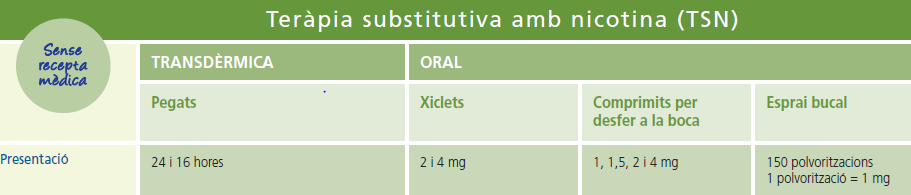 Teràpia substitutiva amb nicotina (TSN)
Sense
recepta
mèdica
TRANSDÈRMICA
ORAL
Pegats
Xiclets
Comprimits per
desfer a la boca
Esprai bucal
Presentació
24 i 16 hores
2 i 4 mg
1, 1,5, 2 i 4 mg
150 polvoritzacions
1 polvorització = 1 mg